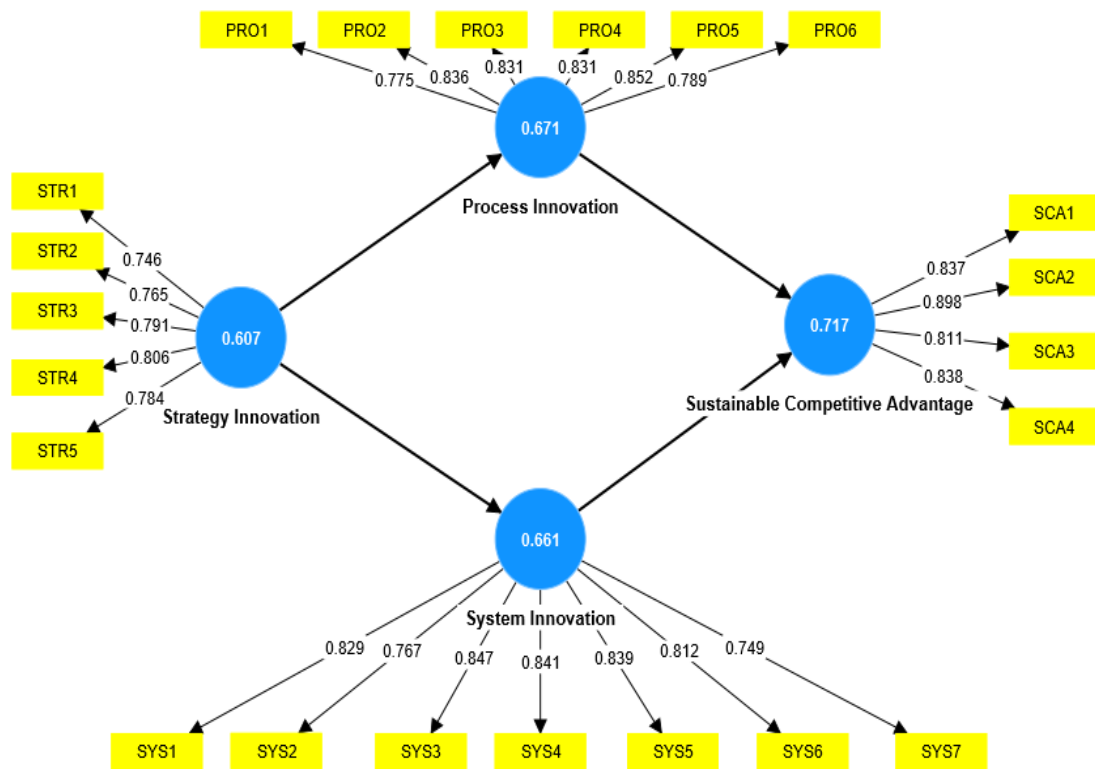 PRO1 PRO2 PRO3 PRO4 PRO5 PRO6
0.775 0.836 0.831 0.831 0.852 0.789
0.671
Process Innovation
STR1
STR2
STR3
STR4
STR5
0.746
0.765
0.791
0.806
0.784
0.607
Strategy Innovation
SCA1
SCA2
SCA3
SCA4
0.837
0.898
0.811
0.838
0.717
Sustainable Competitive Advantage
0.661
System Innovation
0.829 0.767 0.847 0.841 0.839 0.812 0.749
SYS1 SYS2 SYS3 SYS4 SYS5 SYS6 SYS7